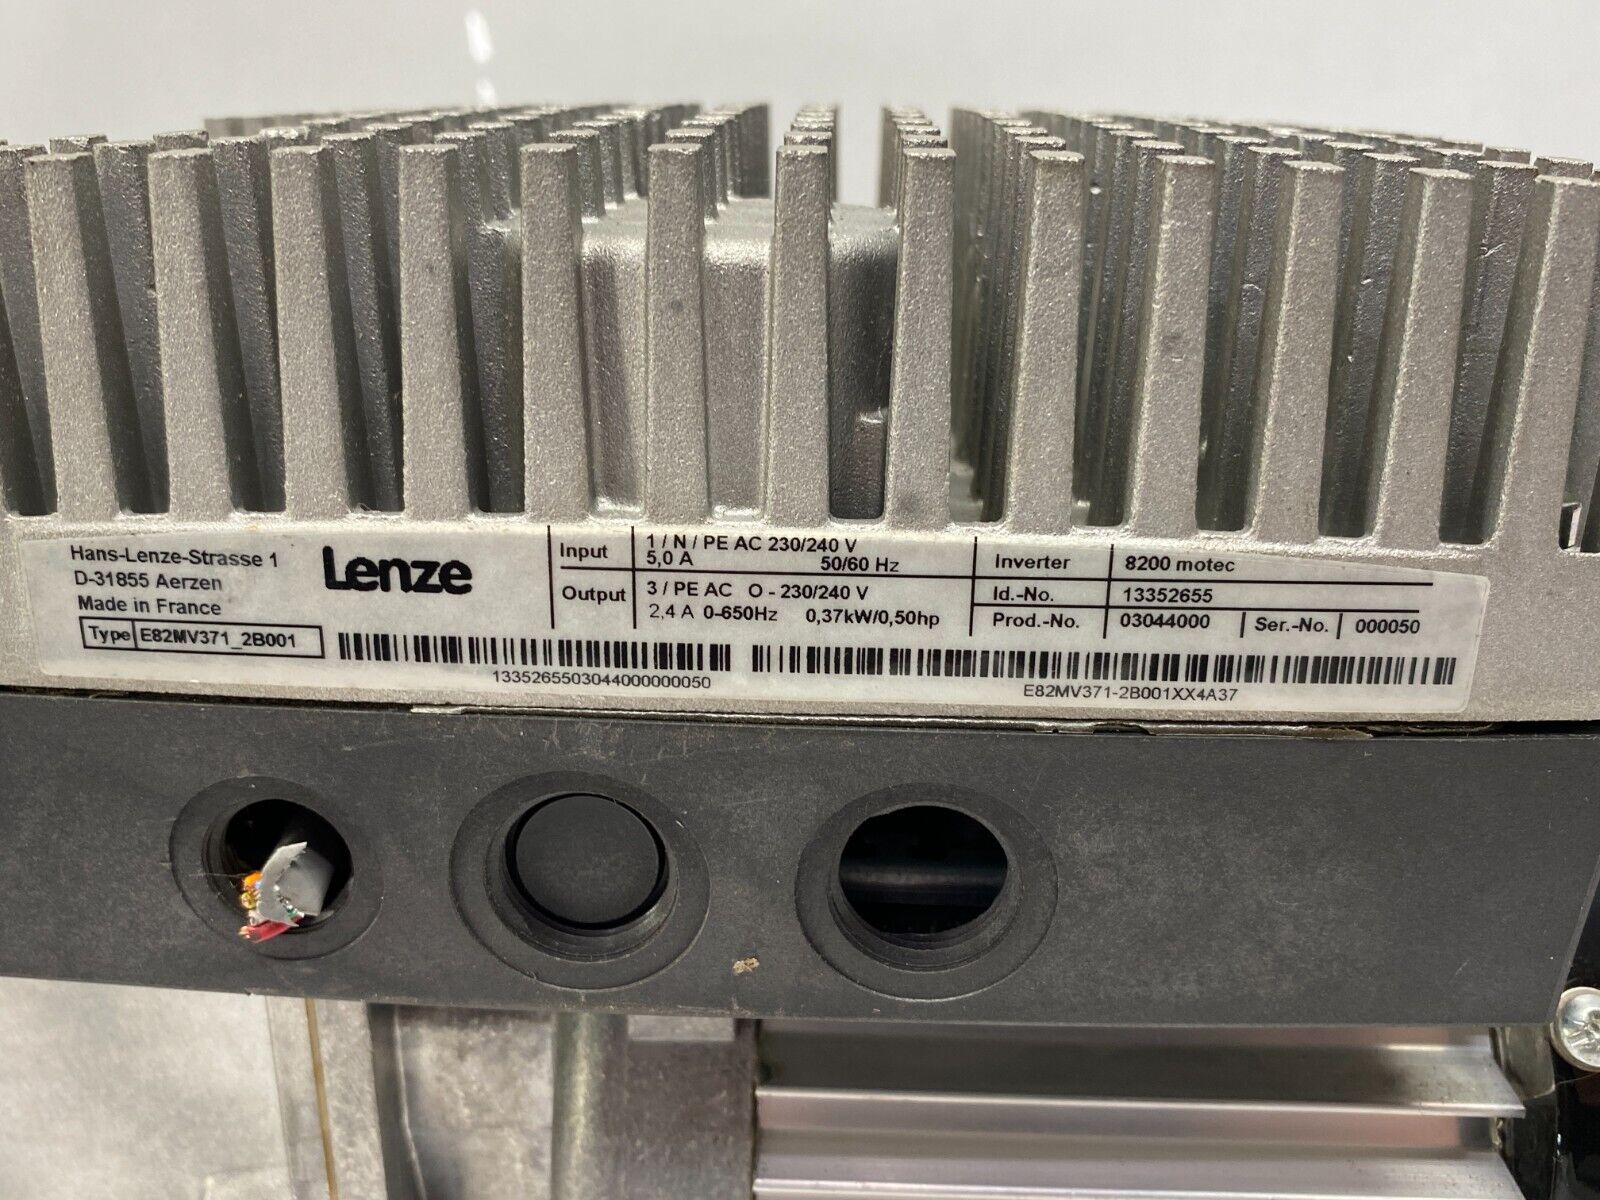 Hans-Lenze-Strasse 1
D-31855 Aerzen
Made in France
Type E82MV371_2B001
Lenze
Input 1 / N / PE AC 230/240 V
5,0 A 50/60 Hz
Output 3 / PE AC O - 230/240 V
2,4 A 0-650Hz 0,37kW/0,50hp
Inverter 8200 motec
Id.-No. 13352655
Prod.-No. 03044000 Ser.-No. 000050
1335265503044000000050
E82MV371-2B001XX4A37